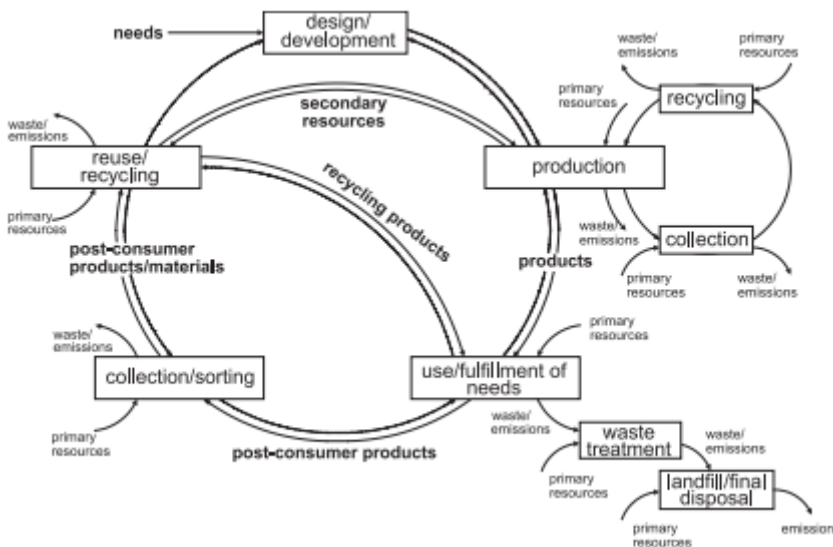 needs
design/
development
waste/
emissions
primary
resources
recycling
primary
resources
secondary
resources
waste/
emissions
reuse/
recycling
production
recycling products
primary
resources
waste/
emissions
collection
post-consumer
products/materials
products
primary
resources
waste/
emissions
waste/
emissions
primary
resources
collection/sorting
use/fulfillment of
needs
primary
resources
waste/
emissions
waste
treatment
waste/
emissions
post-consumer products
primary
resources
landfill/final
disposal
primary
resources
emission